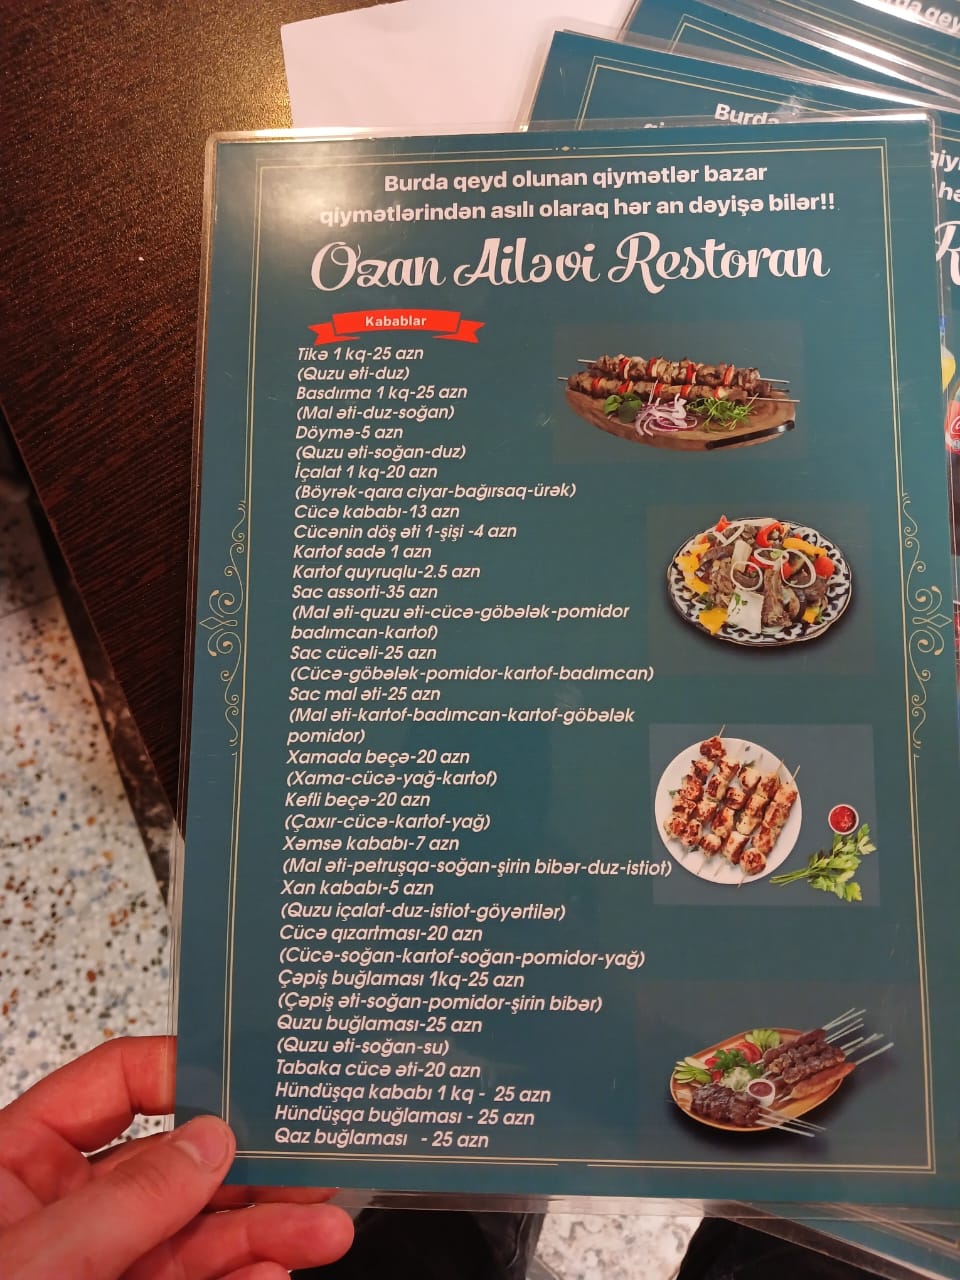 Burda qeyd olunan qiymətlər bazar
qiymətlərindən asılı olaraq hər an dəyişə bilər!!
Ozan Ailəvi Restoran
Kabablar
Tikə 1 kq-25 azn
(Quzu əti-duz)
Basdırma 1 kq-25 azn
(Mal əti-duz-soğan)
Döymə-5 azn
(Quzu əti-soğan-duz)
İçalat 1 kq-20 azn
(Böyrək-qara ciyar-bağırsaq-ürək)
Cücə kababı-13 azn
Cücənin döş əti 1-şişi -4 azn
Kartof sadə 1 azn
Kartof quyruqlu-2.5 azn
Sac assorti-35 azn
(Mal əti-quzu əti-cücə-göbələk-pomidor
badımcan-kartof)
Sac cücəli-25 azn
(Cücə-göbələk-pomidor-kartof-badımcan)
Sac mal əti-25 azn
(Mal əti-kartof-badımcan-kartof-göbələk
pomidor)
Xamada beçə-20 azn
(Xama-cücə-yağ-kartof)
Kefli beçə-20 azn
(Çaxır-cücə-kartof-yağ)
Xəmsə kababı-7 azn
(Mal əti-petruşqa-soğan-şirin bibər-duz-istiot)
Xan kababı-5 azn
(Quzu içalat-duz-istiot-göyərtilər)
Cücə qızartması-20 azn
(Cücə-soğan-kartof-soğan-pomidor-yağ)
Çəpiş buğlaması 1kq-25 azn
(Çəpiş əti-soğan-pomidor-şirin bibər)
Quzu buğlaması-25 azn
(Quzu əti-soğan-su)
Tabaka cücə əti-20 azn
Hündüşqa kababı 1 kq - 25 azn
Hündüşqa buğlaması - 25 azn
Qaz buğlaması - 25 azn
Burda